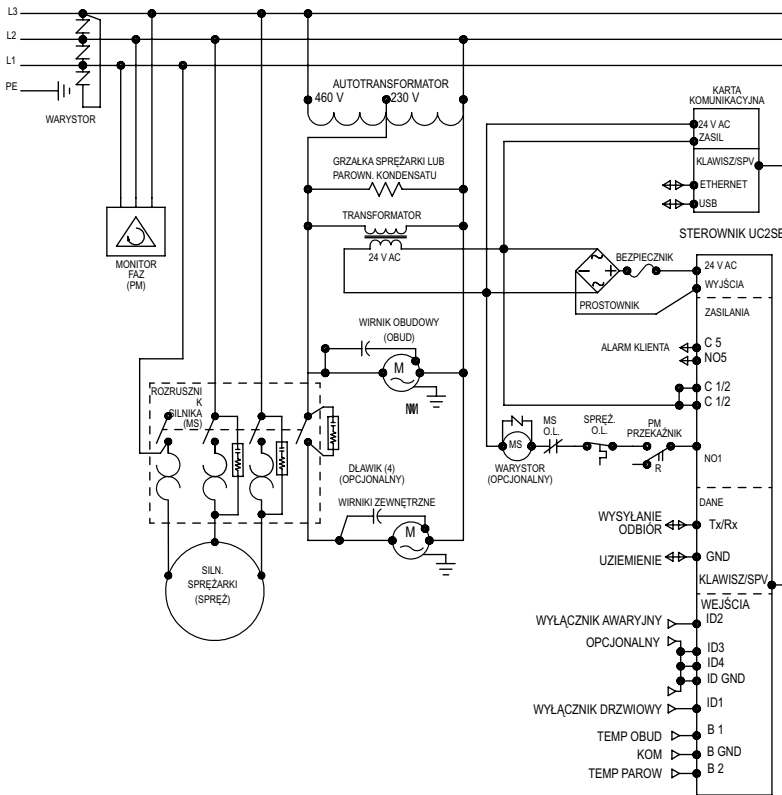 L3
L2
L1
PE
WARYSTOR
MONITOR
FAZ
(PM)
AUTOTRANSFORMATOR
460 V
230 V
GRZAŁKA SPRĘŻARKI LUB
PAROWN. KONDENSATU
TRANSFORMATOR
24 V AC
WIRNIK OBUDOWY
(OBUD)
M
ROZRUSZNI
K
SILNIKA
(MS)
DŁAWIK (4)
(OPCJONALNY)
WIRNIKI ZEWNĘTRZNE
M
SILN.
SPRĘŻARKI
(SPRĘŻ)
KARTA
KOMUNIKACYJNA
24 V AC
ZASIL
KLAWISZ/SPV
ETHERNET
USB
STEROWNIK UC2SE
BEZPIECZNIK
PROSTOWNIK
24 V AC
WYJŚCIA
ZASILANIA
ALARM KLIENTA
C 5
NO5
C 1/2
C 1/2
N
MS
WARYSTOR
(OPCJONALNY)
MS
O.L.
SPRĘŻ.
O.L.
PM
PRZEKAŹNIK
R
NO1
DANE
WYSYŁANIE
ODBIÓR
Tx/Rx
UZIEMIENIE
GND
KLAWISZ/SPV
WEJŚCIA
WYŁĄCZNIK AWARYJNY
ID2
OPCJONALNY
ID3
ID4
ID GND
WYŁĄCZNIK DRZWIOWY
ID1
TEMP OBUD
B 1
KOM
B GND
TEMP PAROW
B 2